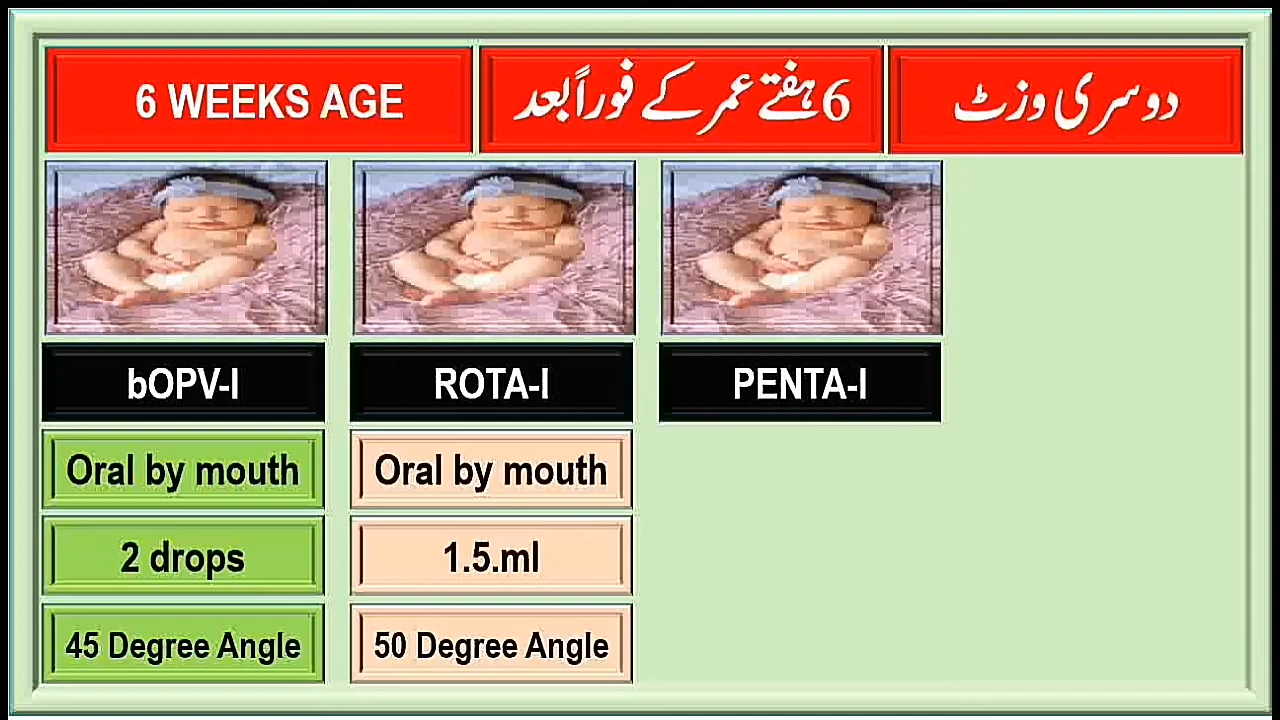 6 WEEKS AGE
6 ہفتے عمر کے فوراً بعد
دوسری وزٹ
bOPV-I
ROTA-I
PENTA-I
Oral by mouth
Oral by mouth
2 drops
1.5.ml
45 Degree Angle
50 Degree Angle